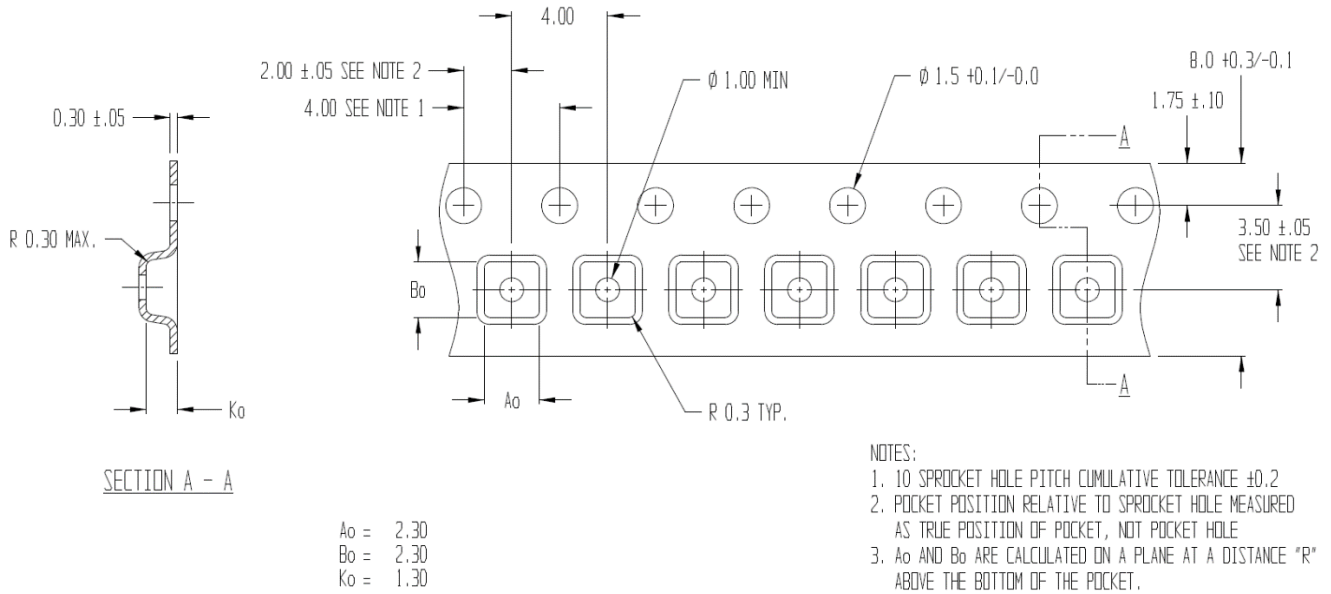 4.00
2.00 ±.05 SEE NOTE 2
4.00 SEE NOTE 1
0.30 ±.05
Ø 1.00 MIN
Ø 1.5 +0.1/-0.0
8.0 +0.3/-0.1
1.75 ±.10
A
R 0.30 MAX.
3.50 ±.05
SEE NOTE 2
Bo
Ko
Ao
R 0.3 TYP.
A
SECTION A - A
Ao = 2.30
Bo = 2.30
Ko = 1.30
NOTES:
1. 10 SPROCKET HOLE PITCH CUMULATIVE TOLERANCE ±0.2
2. POCKET POSITION RELATIVE TO SPROCKET HOLE MEASURED
AS TRUE POSITION OF POCKET, NOT POCKET HOLE
3. Ao AND Bo ARE CALCULATED ON A PLANE AT A DISTANCE "R"
ABOVE THE BOTTOM OF THE POCKET.